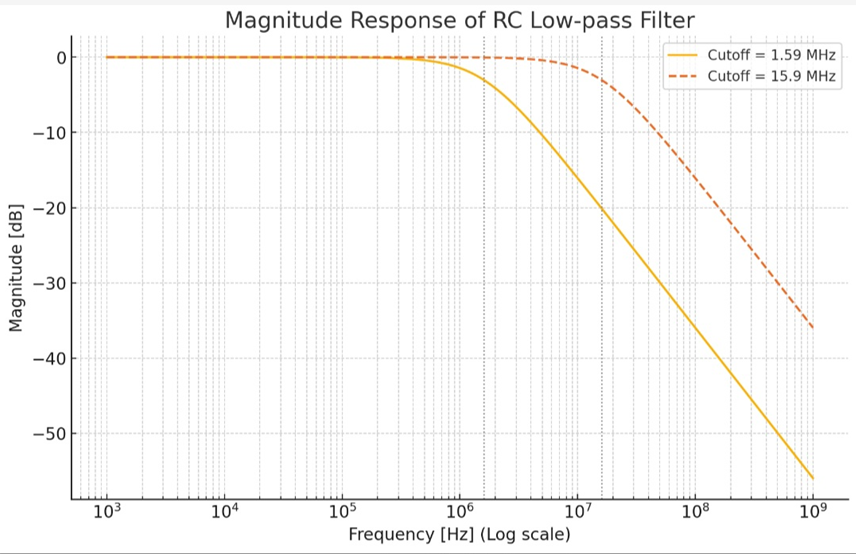 Magnitude Response of RC Low-pass Filter
Cutoff = 1.59 MHz
Cutoff = 15.9 MHz
Magnitude [dB]
0
−10
−20
−30
−40
−50
10³
10⁴
10⁵
10⁶
10⁷
10⁸
10⁹
Frequency [Hz] (Log scale)